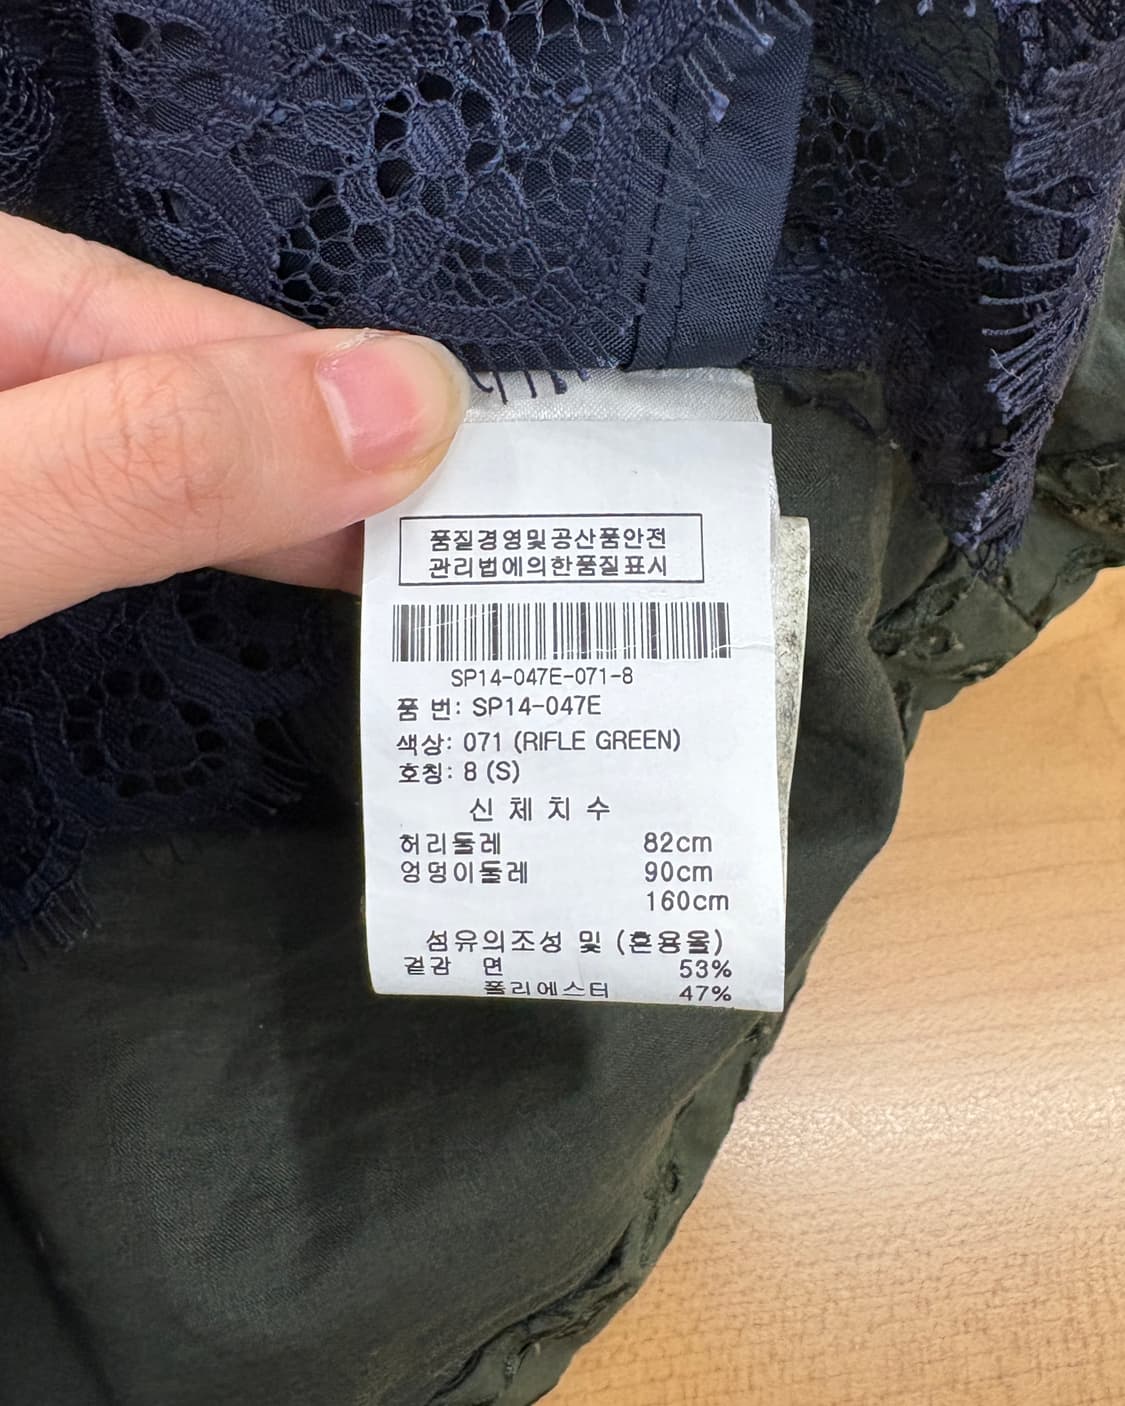 품질경영및공산품안전
관리법에의한품질표시
SP14-047E-071-8
품 번: SP14-047E
색상: 071 (RIFLE GREEN)
호칭: 8 (S)
신 체 치 수
허리둘레 82cm
엉덩이둘레 90cm
160cm
섬유의조성 및 (혼용율)
겉감 면 53%
폴리에스터 47%